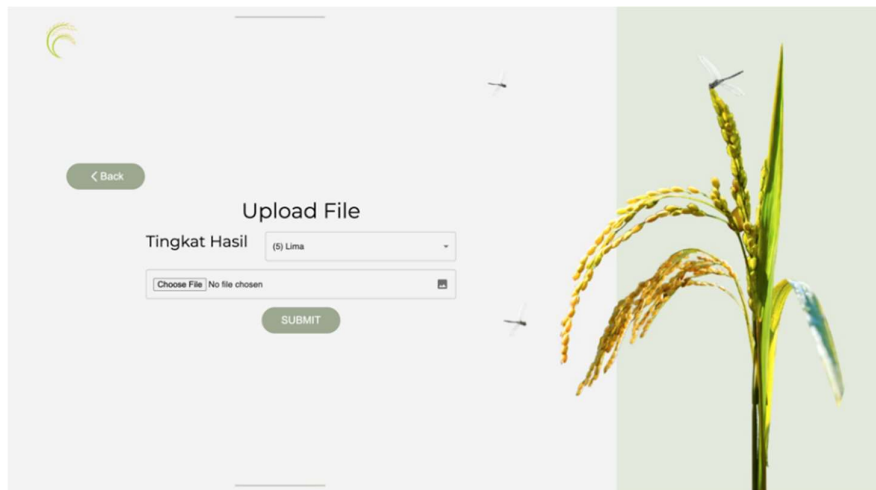 Back
Upload File
Tingkat Hasil
(5) Lima
Choose File No file chosen
SUBMIT